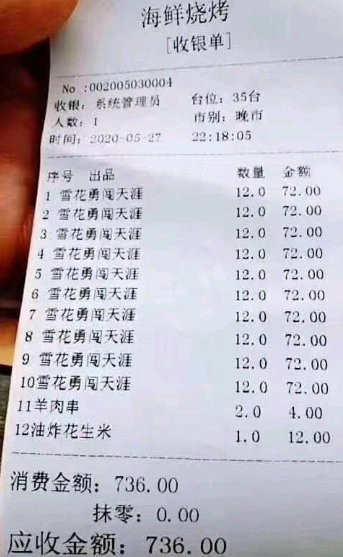 海鲜烧烤
[收银单]
No :002005030004
收银: 系统管理员 台位: 35台
人数: 1 市别: 晚市
时间: 2020-05-27 22:18:05
序号 出品 数量 金额
1 雪花勇闯天涯 12.0 72.00
2 雪花勇闯天涯 12.0 72.00
3 雪花勇闯天涯 12.0 72.00
4 雪花勇闯天涯 12.0 72.00
5 雪花勇闯天涯 12.0 72.00
6 雪花勇闯天涯 12.0 72.00
7 雪花勇闯天涯 12.0 72.00
8 雪花勇闯天涯 12.0 72.00
9 雪花勇闯天涯 12.0 72.00
10雪花勇闯天涯 12.0 72.00
11羊肉串 2.0 4.00
12油炸花生米 1.0 12.00
消费金额: 736.00
抹零: 0.00
应收金额: 736.00